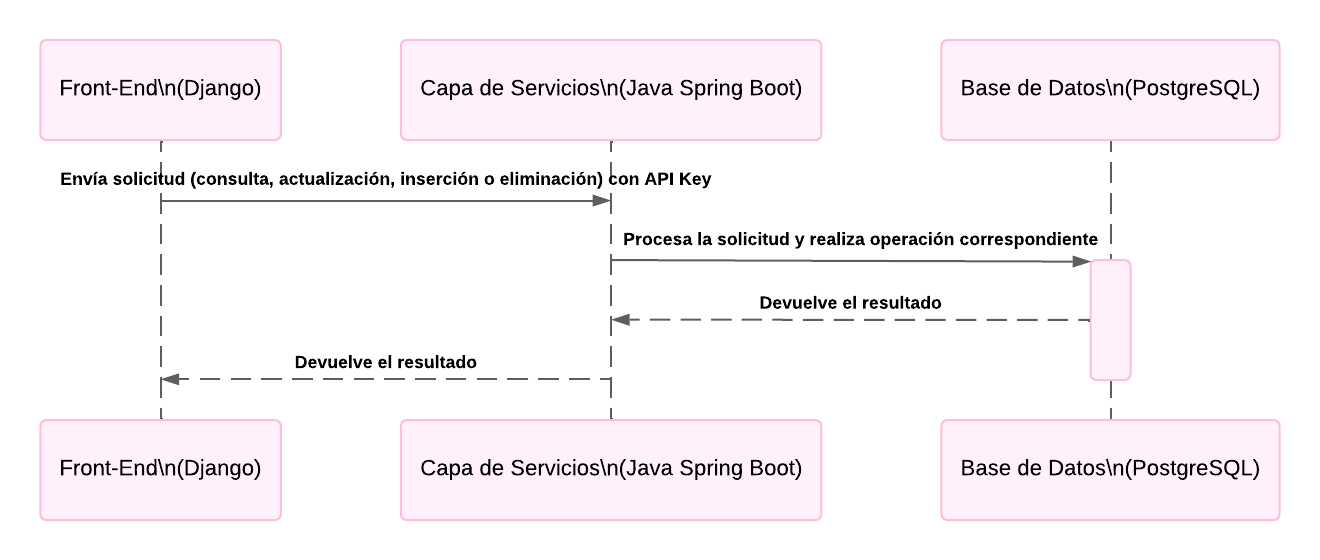 Front-End\n(Django)
Capa de Servicios\n(Java Spring Boot)
Base de Datos\n(PostgreSQL)
Envía solicitud (consulta, actualización, inserción o eliminación) con API Key
Procesa la solicitud y realiza operación correspondiente
Devuelve el resultado
Devuelve el resultado
Front-End\n(Django)
Capa de Servicios\n(Java Spring Boot)
Base de Datos\n(PostgreSQL)